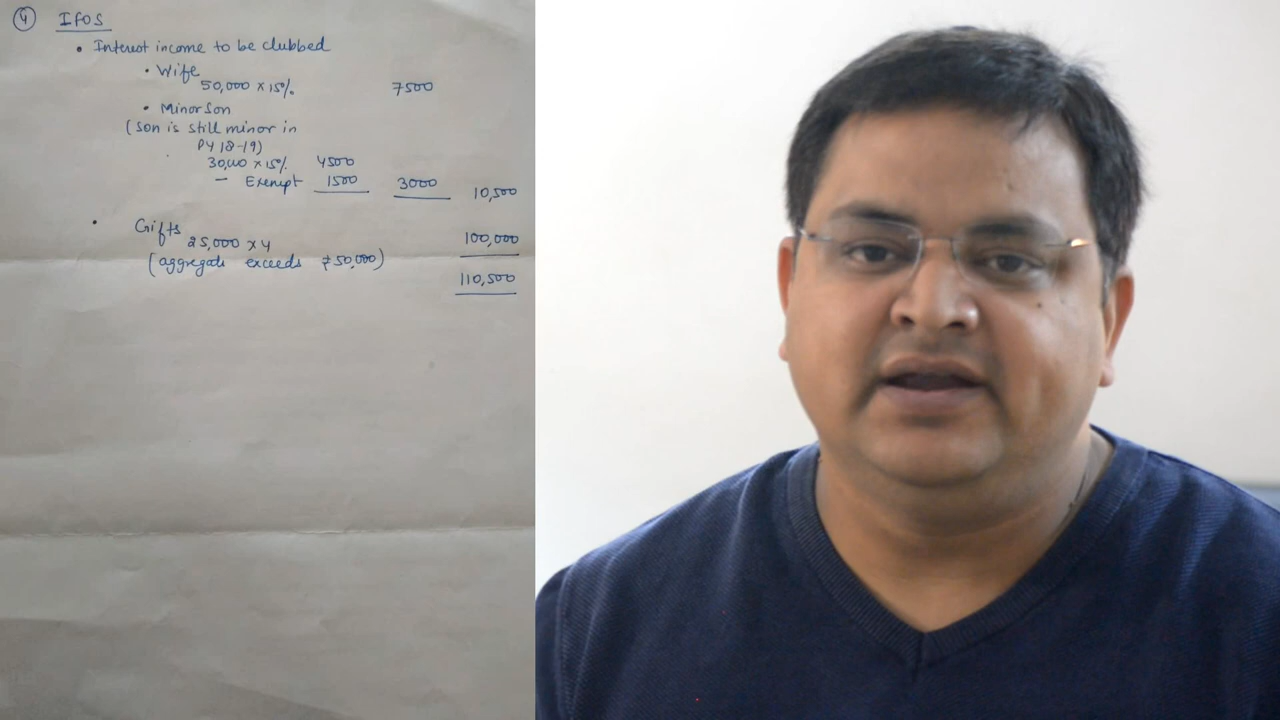 4 IFOS
• Interest income to be clubbed
• Wife
50,000 x 15% 7500
• Minor Son
(Son is still minor in
PY 18-19)
30,000 x 15% 4500
- Exempt 1500 3000 10,500
• Gifts
25,000 x 4 100,000
(aggregate exceeds ₹50,000)
110,500